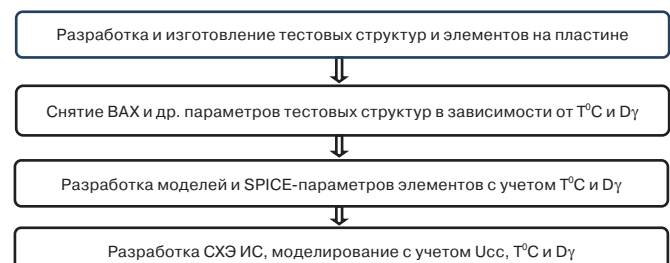 Разработка и изготовление тестовых структур и элементов на пластине
Снятие ВАХ и др. параметров тестовых структур в зависимости от T⁰C и Dγ
Разработка моделей и SPICE-параметров элементов с учетом T⁰C и Dγ
Разработка СХЭ ИС, моделирование с учетом Ucc, T⁰C и Dγ